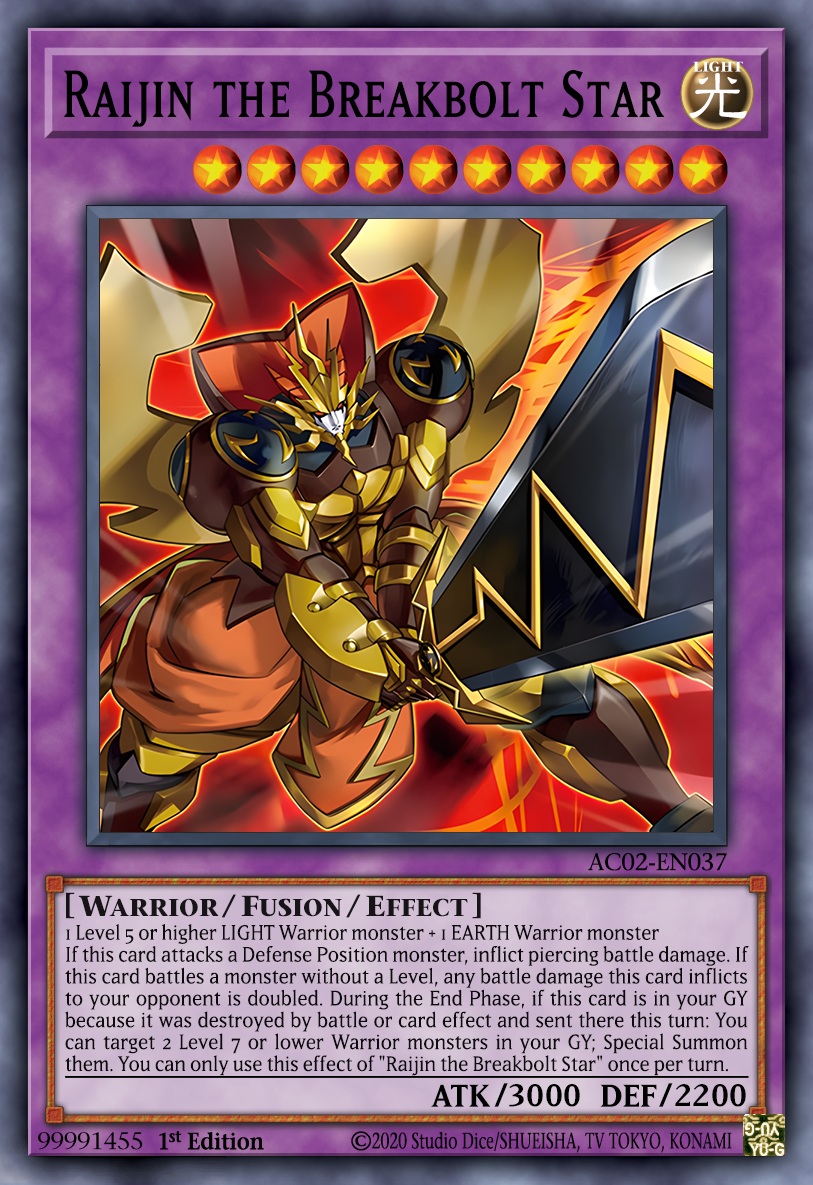 Raijin the Breakbolt Star
LIGHT
光
AC02-EN037
[ Warrior / Fusion / Effect ]
1 Level 5 or higher LIGHT Warrior monster + 1 EARTH Warrior monster
If this card attacks a Defense Position monster, inflict piercing battle damage. If
this card battles a monster without a Level, any battle damage this card inflicts
to your opponent is doubled. During the End Phase, if this card is in your GY
because it was destroyed by battle or card effect and sent there this turn: You
can target 2 Level 7 or lower Warrior monsters in your GY; Special Summon
them. You can only use this effect of "Raijin the Breakbolt Star" once per turn.
ATK/3000 DEF/2200
99991455 1st Edition ©2020 Studio Dice/SHUEISHA, TV TOKYO, KONAMI
YU-G
YU-G